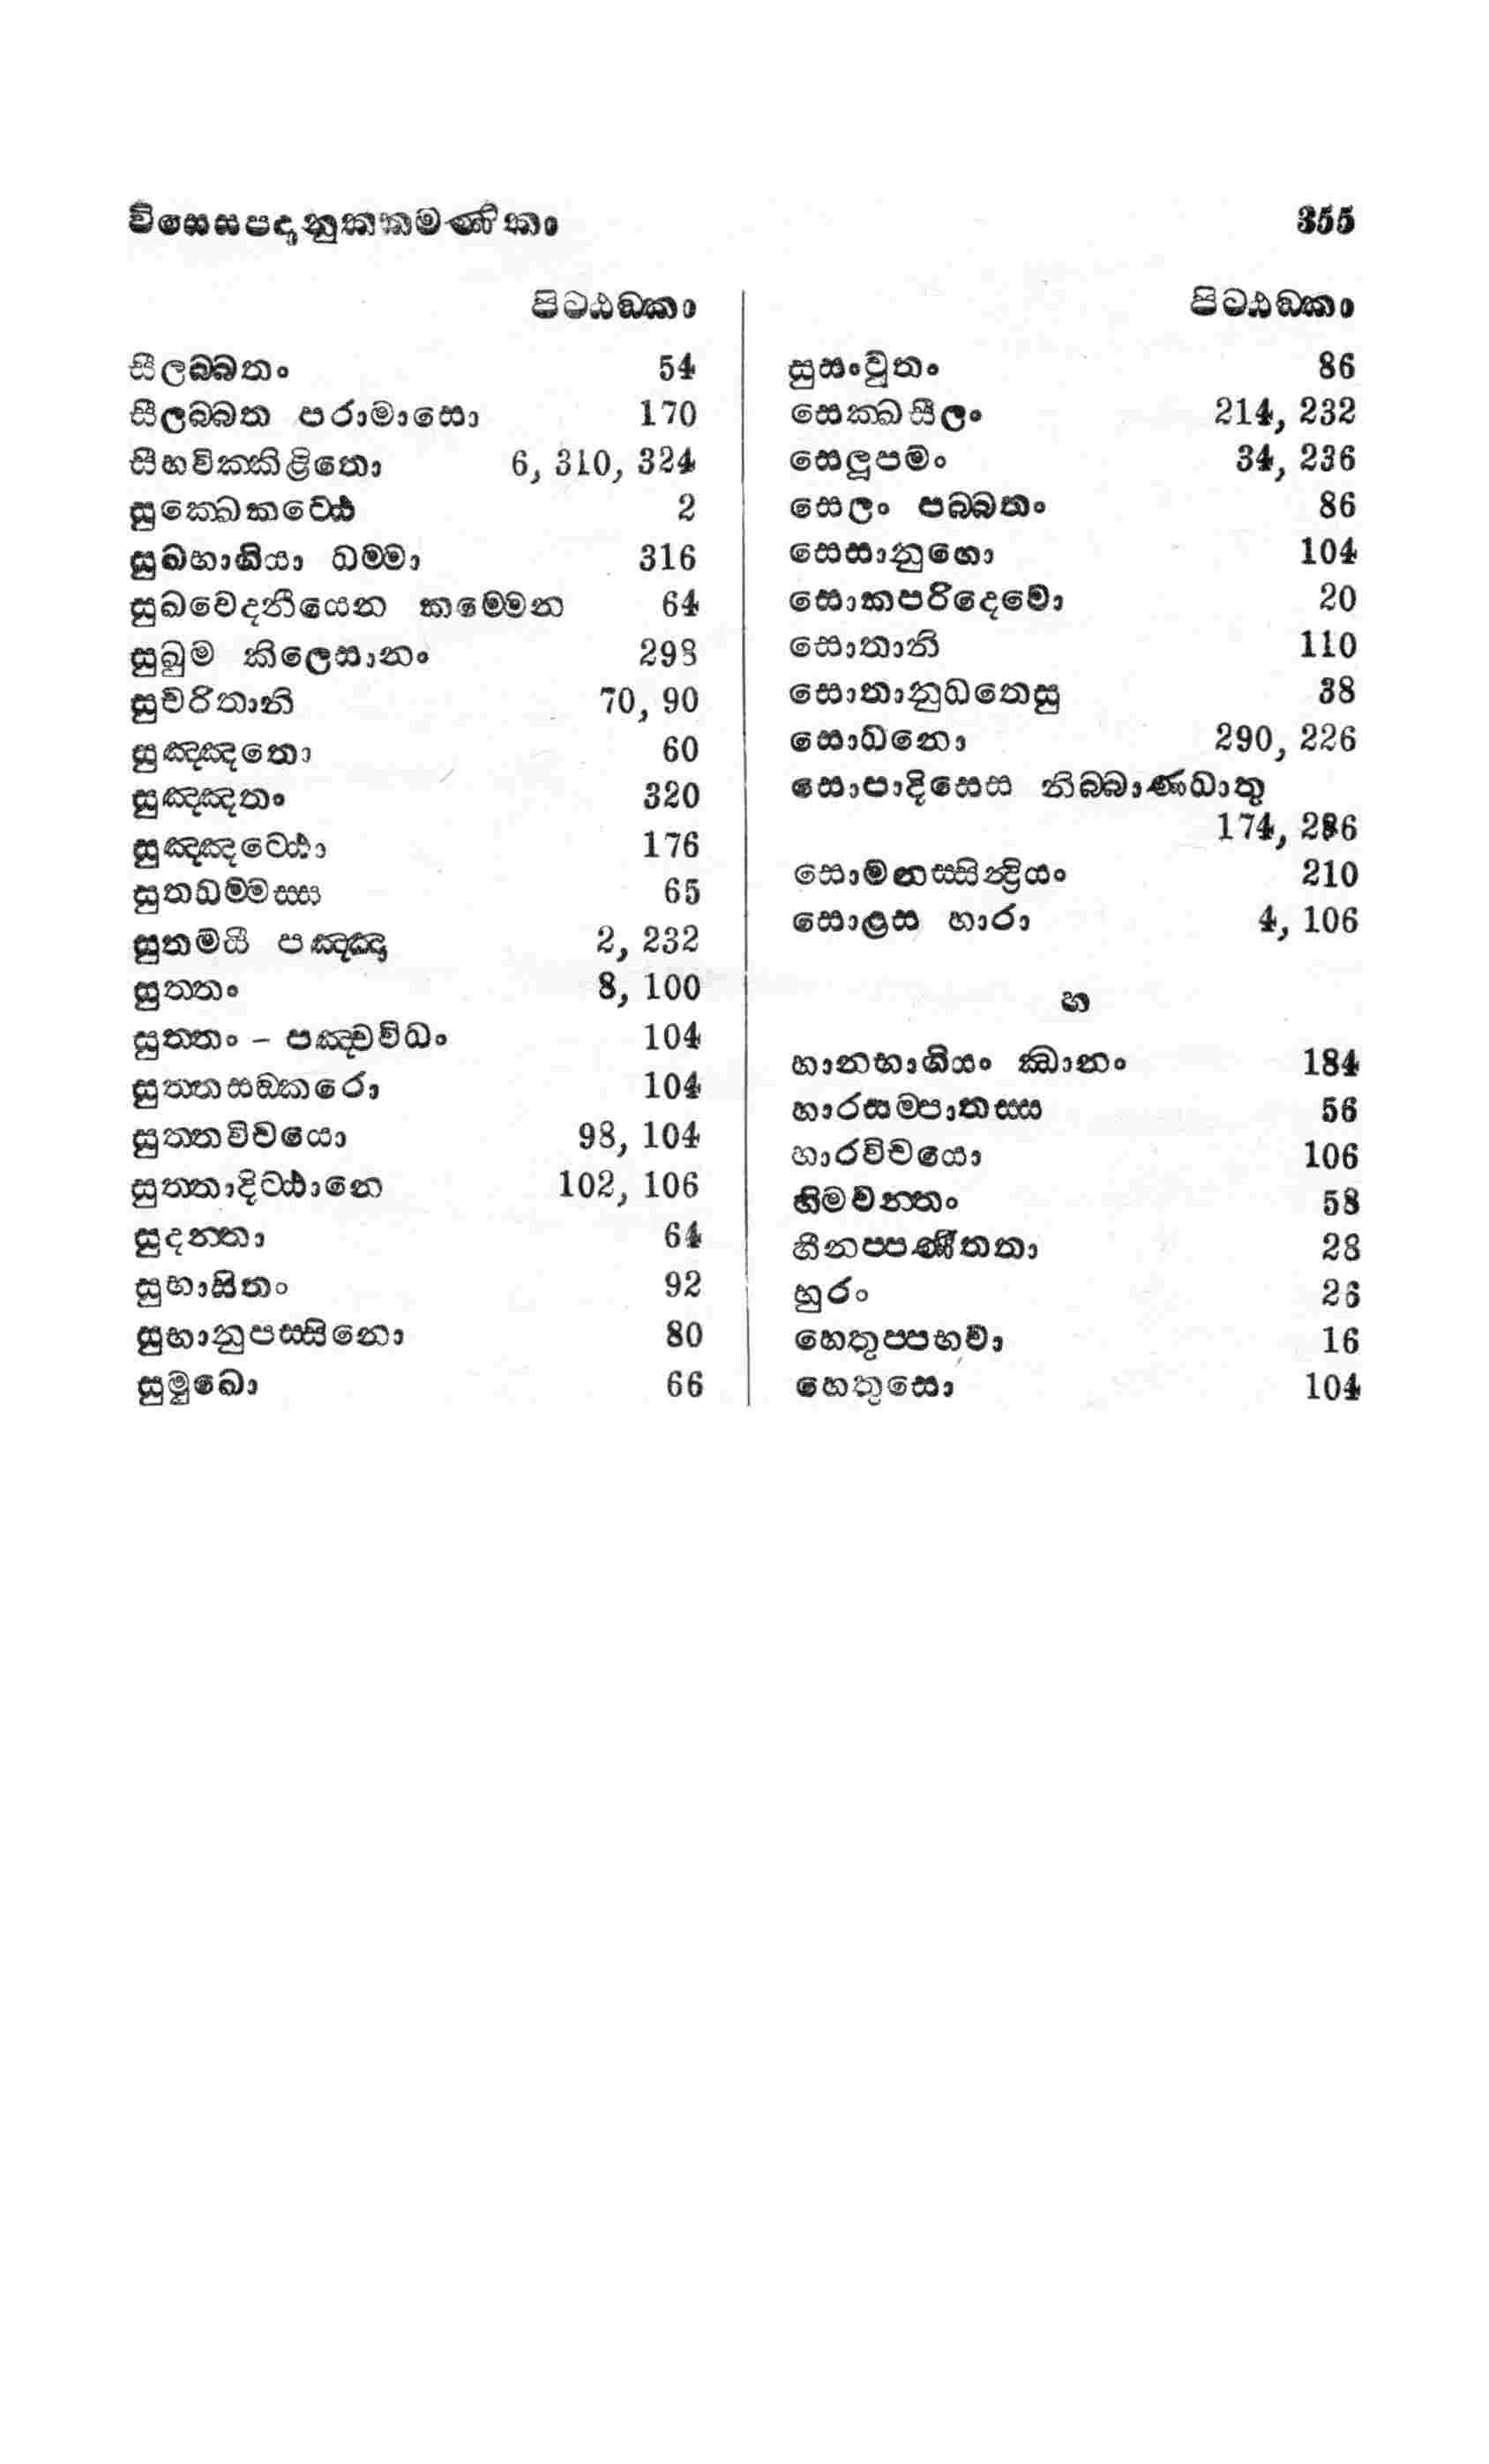 විසෙසපදානුක්කමණිකං 355
පිට්ඨඞ්කා
සීලබ්බතං 54
සීලබ්බත පරාමාසො 170
සීහවික්කිළිතො 6, 310, 324
සුක්ඛෙකට්ඨේ 2
සුඛභාගියා ධම්මා 316
සුඛවෙදනීයෙන කම්මෙන 64
සුඛුම කිලෙසානං 298
සුචරිතානි 70, 90
සුඤ්ඤතො 60
සුඤ්ඤතං 320
සුඤ්ඤට්ඨො 176
සුතධම්මස්ස 65
සුතමයී පඤ්ඤා 2, 232
සුත්තං 8, 100
සුත්තං – පඤ්චවිධං 104
සුත්තසඞ්කරො 104
සුත්තවිචයො 98, 104
සුත්තාදිට්ඨානෙ 102, 106
සුදන්තා 64
සුභාසිතං 92
සුභානුපස්සිනො 80
සුමුඛො 66
පිට්ඨඞ්කා
සුසංවුතං 86
සෙක්ඛසීලං 214, 232
සෙලූපමං 34, 236
සෙලං පබ්බතං 86
සෙසානුගො 104
සොකපරිදෙවො 20
සොතානි 110
සොතානුධතෙසු 38
සොධනො 290, 226
සොපාදිසෙස නිබ්බාණධාතු
174, 286
සොමනස්සින්ද්‍රියං 210
සොළස හාරා 4, 106
හ
හානභාගියං ඣානං 184
හාරසම්පාතස්ස 56
හාරවිචයො 106
හිමවන්තං 58
හීනප්පණීතතා 28
හුරං 26
හෙතුප්පභවා 16
හෙතුසො 104